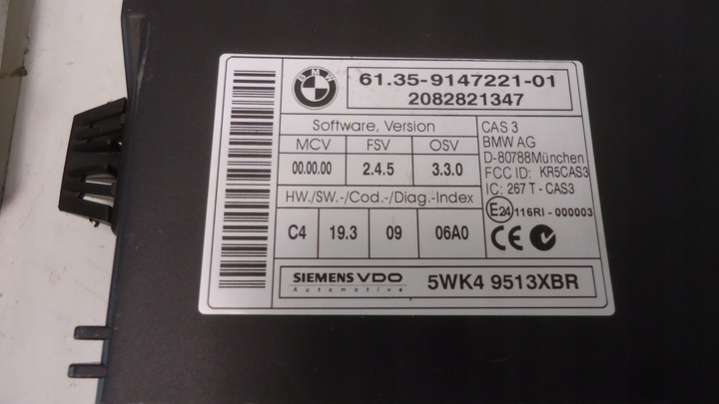 BMW
61.35-9147221-01
2082821347
Software, Version
MCV FSV OSV
00.00.00 2.4.5 3.3.0
HW./SW.-/Cod.-/Diag.-Index
C4 19.3 09 06A0
CAS 3
BMW AG
D-80788München
FCC ID: KR5CAS3
IC: 267 T - CAS3
E24 116RI - 000003
CE
SIEMENS VDO
Automotive
5WK4 9513XBR